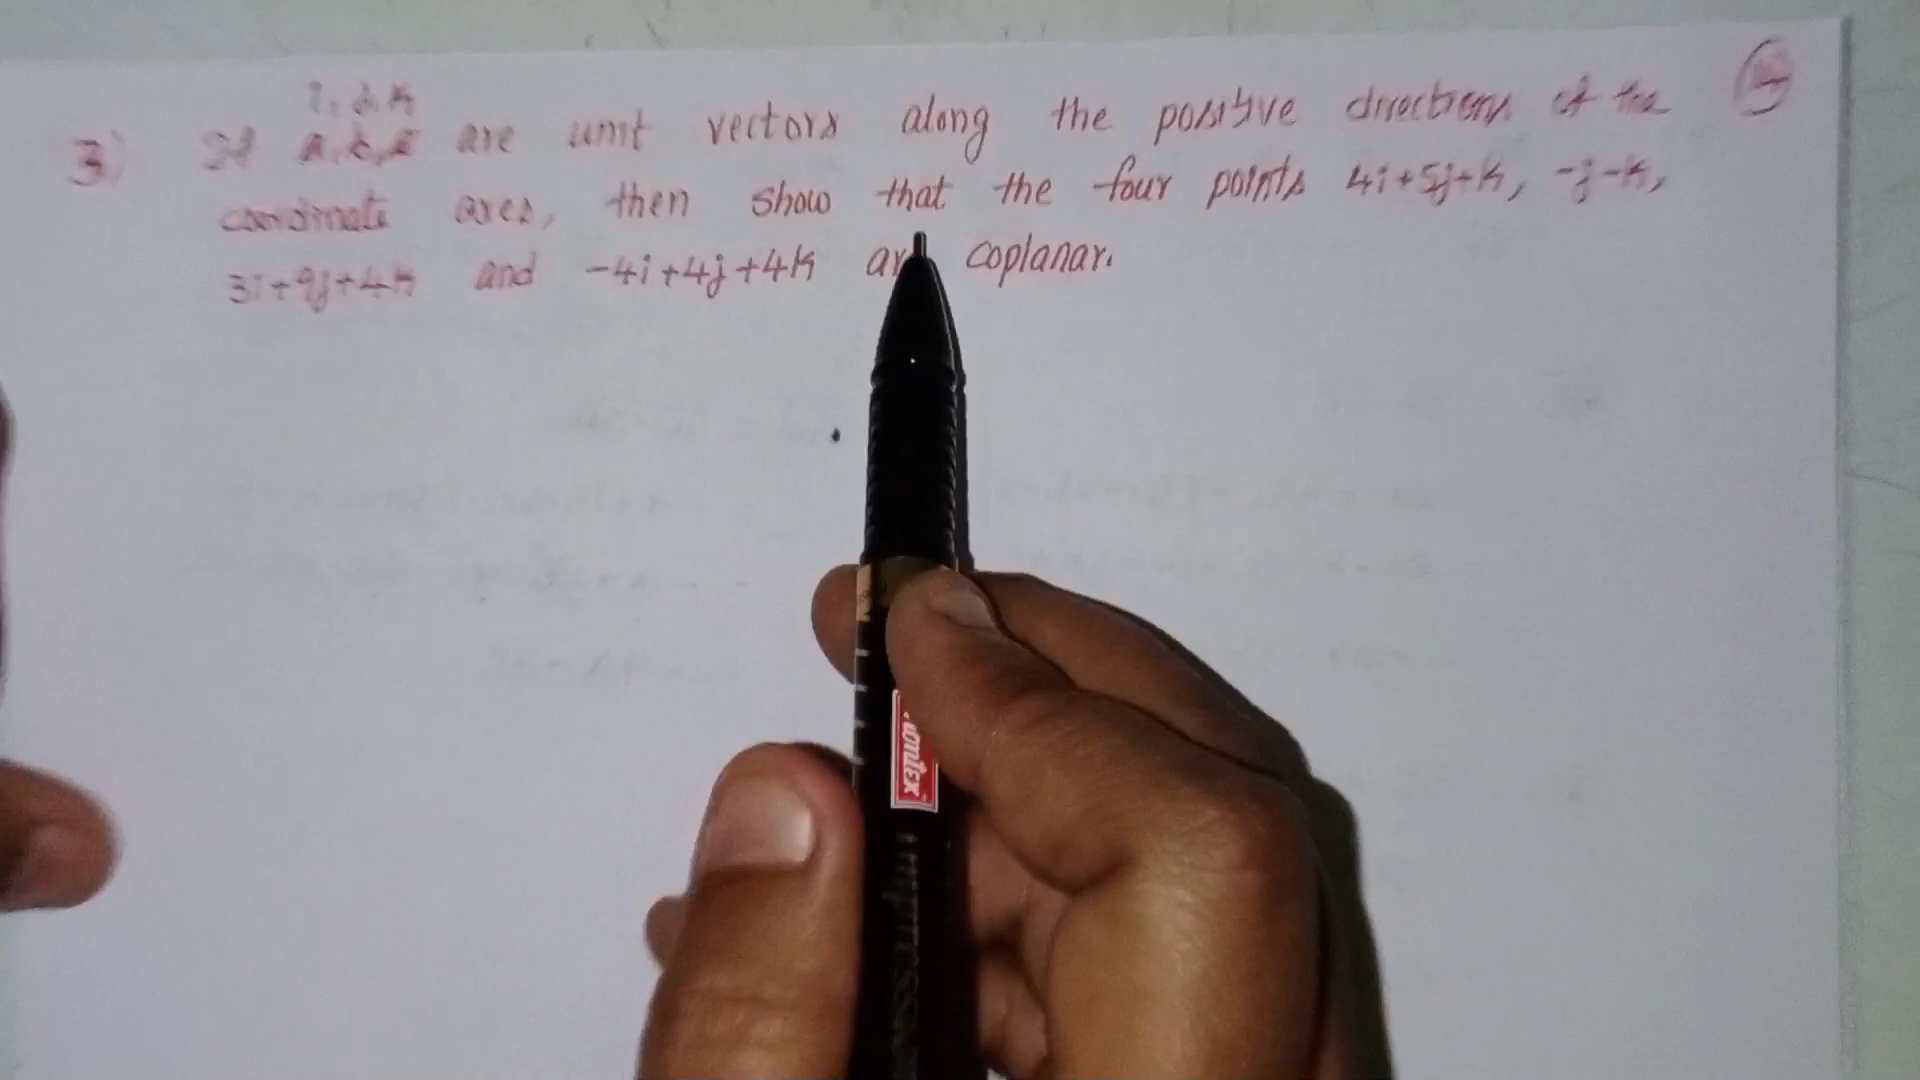 i, j, k
3) If a, b, c are unit vectors along the positive directions of the
coordinate axes, then show that the four points 4i+5j+k, -j-k,
3i+9j+4k and -4i+4j+4k are coplanar.